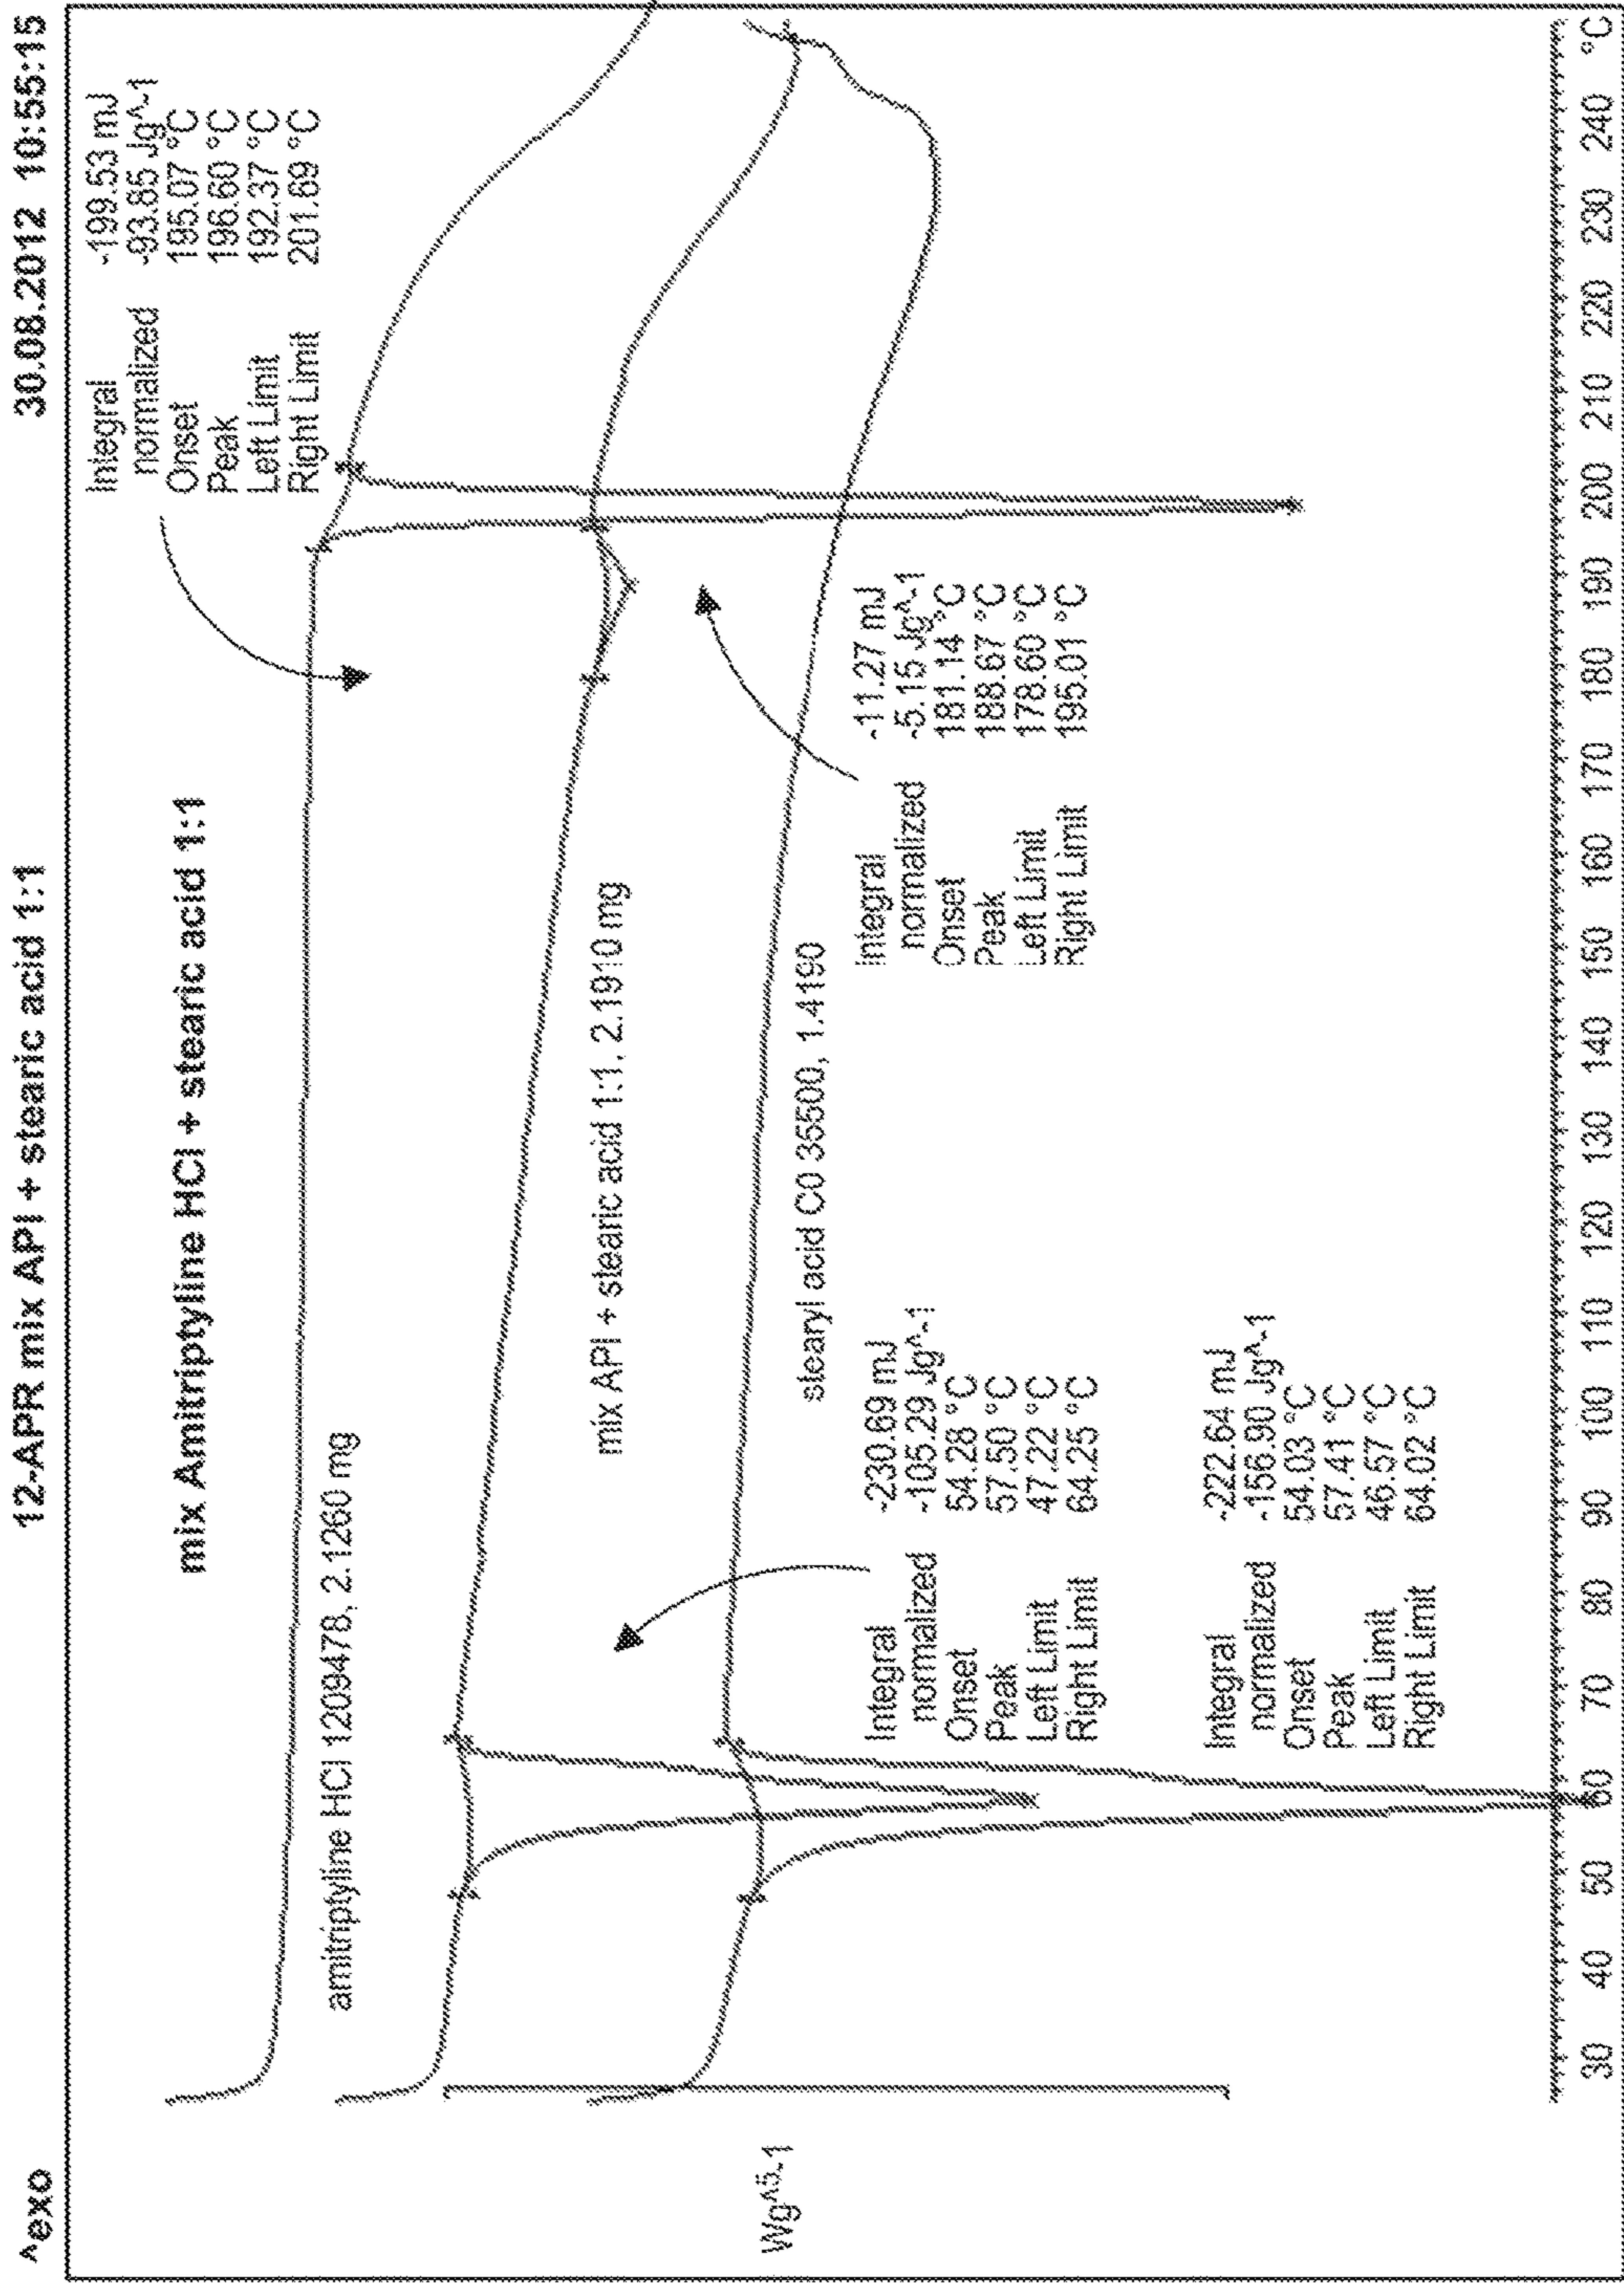 ^exo
12-APR mix API + stearic acid 1:1
30.08.2012 10:55:15
Integral -199.53 mJ
normalized -93.85 Jg^-1
Onset 195.07 °C
Peak 196.60 °C
Left Limit 192.37 °C
Right Limit 201.69 °C
mix Amitriptyline HCl + stearic acid 1:1
amitriptyline HCl 1209478, 2.1260 mg
mix API + stearic acid 1:1, 2.1910 mg
stearyl acid C0 35500, 1.4190
Integral -11.27 mJ
normalized -5.15 Jg^-1
Onset 181.14 °C
Peak 188.67 °C
Left Limit 178.60 °C
Right Limit 195.01 °C
Integral -230.69 mJ
normalized -105.29 Jg^-1
Onset 54.28 °C
Peak 57.50 °C
Left Limit 47.22 °C
Right Limit 64.25 °C
Integral -222.64 mJ
normalized -156.90 Jg^-1
Onset 54.03 °C
Peak 57.41 °C
Left Limit 46.57 °C
Right Limit 64.02 °C
Wg^5-1
30 40 50 60 70 80 90 100 110 120 130 140 150 160 170 180 190 200 210 220 230 240 °C